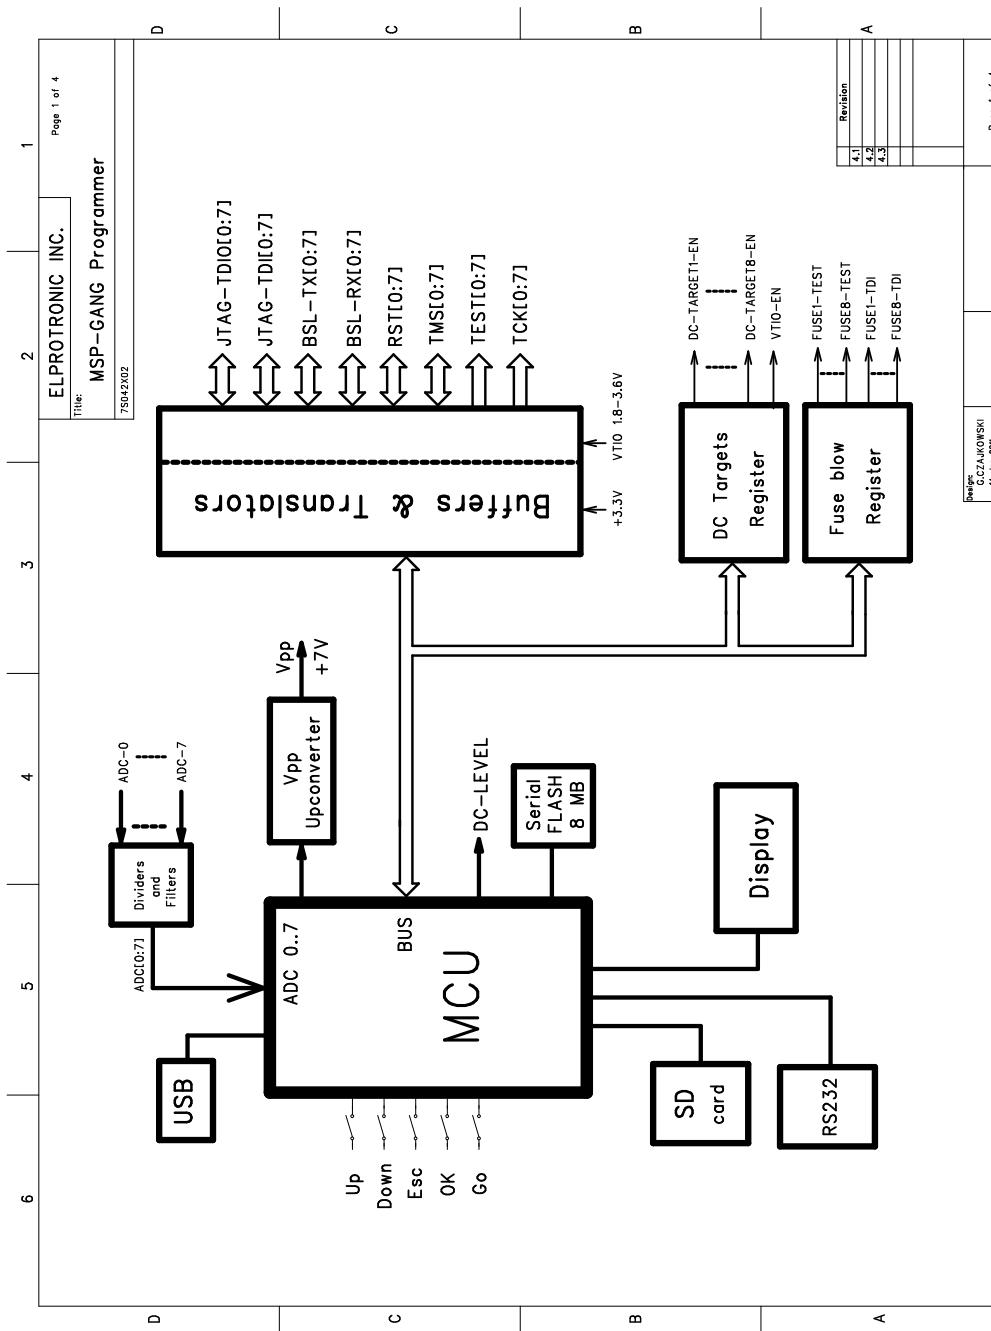 D
C
B
A
1
2
3
4
5
6
Page 1 of 4
ELPROTRONIC INC.
Title:
MSP-GANG Programmer
7S042X02
Revision
4.1
4.2
4.3
JTAG-TDIO[0:7]
JTAG-TDI[0:7]
BSL-TX[0:7]
BSL-RX[0:7]
RST[0:7]
TMS[0:7]
TEST[0:7]
TCK[0:7]
Buffers & Translators
VTIO 1.8-3.6V
+3.3V
DC-TARGET1-EN
DC-TARGET8-EN
VTIO-EN
DC Targets
Register
FUSE1-TEST
FUSE8-TEST
FUSE1-TDI
FUSE8-TDI
Fuse blow
Register
Design:
G.CZAJKOWSKI
Vpp
+7V
Vpp
Upconverter
ADC-0
ADC-7
Dividers
and
Filters
ADC[0:7]
DC-LEVEL
Serial
FLASH
8 MB
Display
ADC 0..7
BUS
MCU
USB
SD
card
RS232
Up
Down
Esc
OK
Go
D
C
B
A